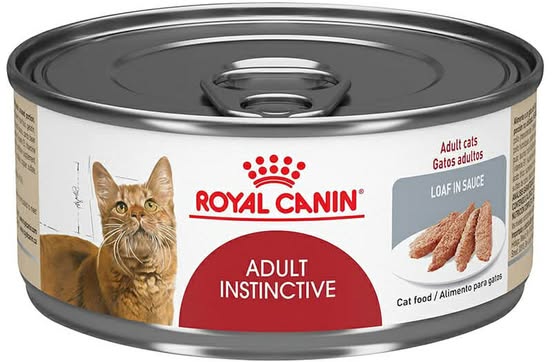 ROYAL CANIN
ADULT
INSTINCTIVE
Adult cats
Gatos adultos
LOAF IN SAUCE
Cat food / Alimento para gatos